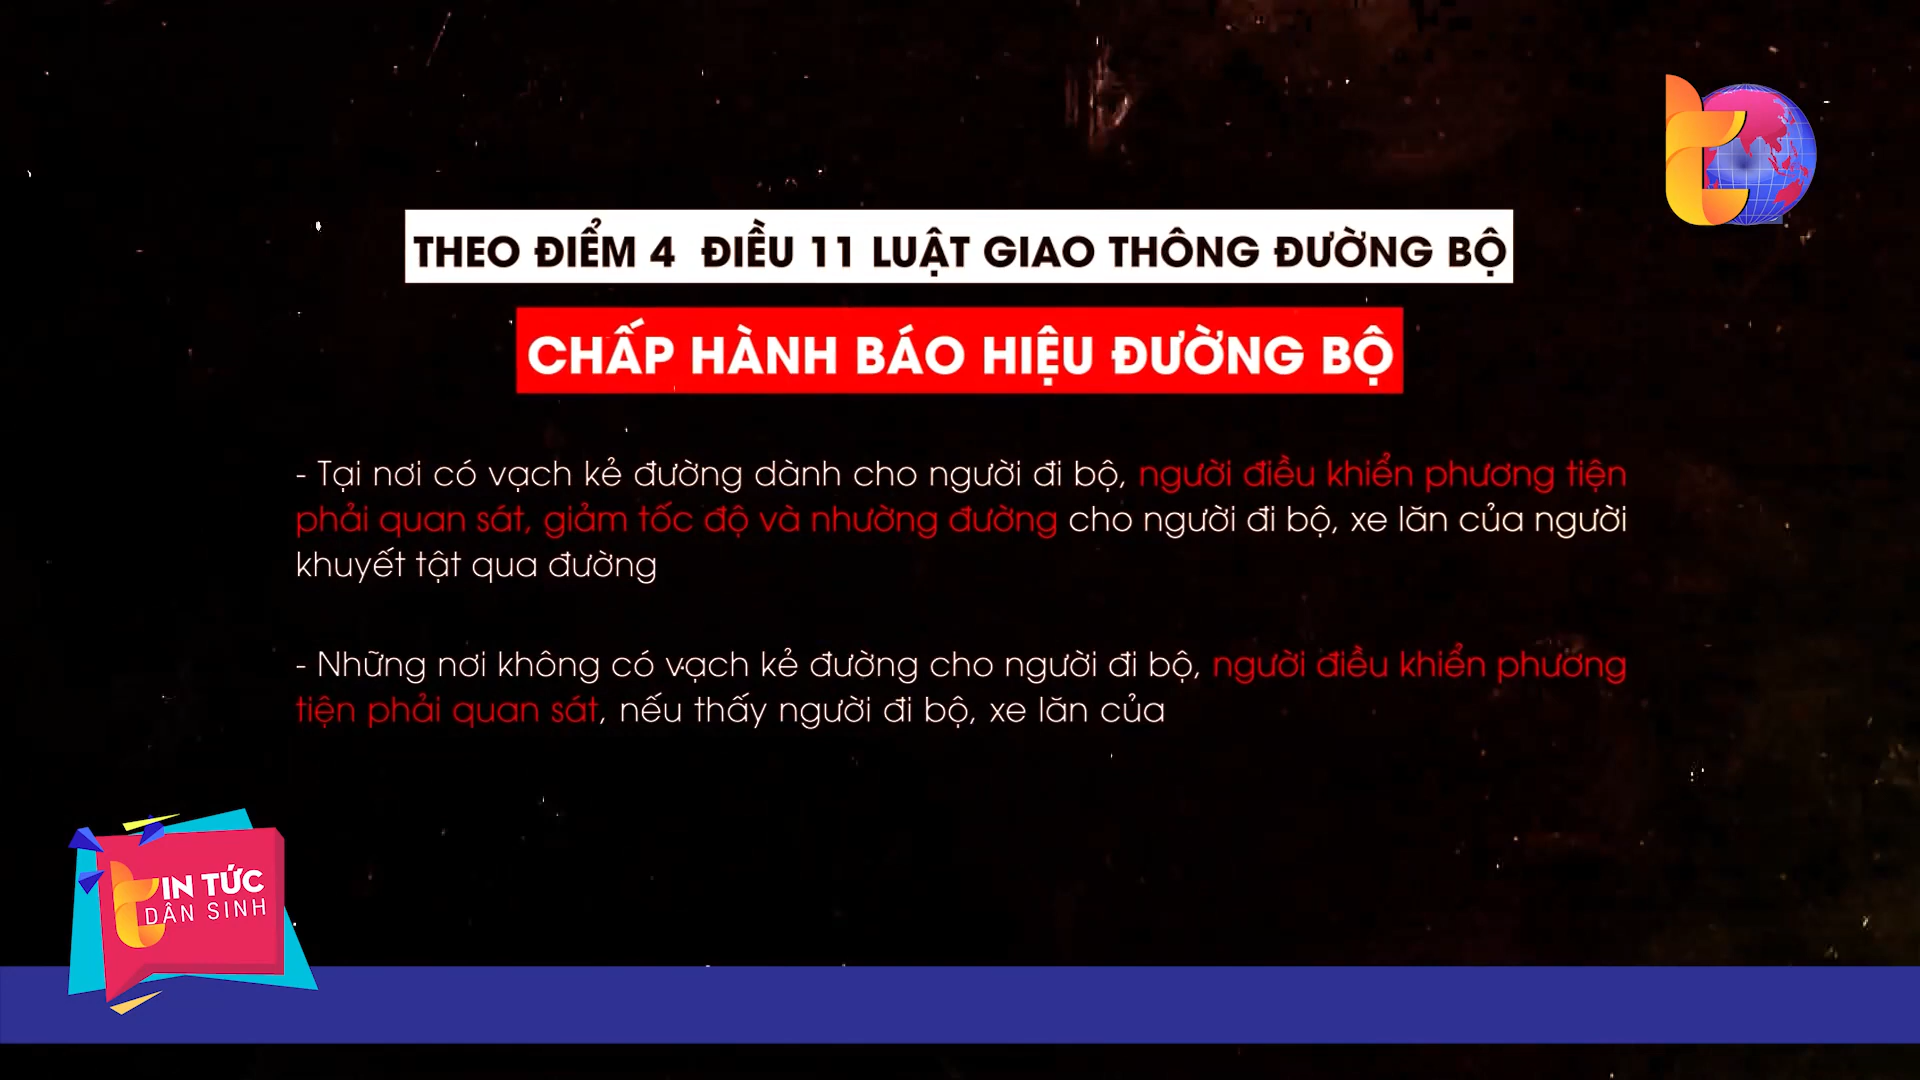 THEO ĐIỂM 4 ĐIỀU 11 LUẬT GIAO THÔNG ĐƯỜNG BỘ
CHẤP HÀNH BÁO HIỆU ĐƯỜNG BỘ
- Tại nơi có vạch kẻ đường dành cho người đi bộ, người điều khiển phương tiện
phải quan sát, giảm tốc độ và nhường đường cho người đi bộ, xe lăn của người
khuyết tật qua đường
- Những nơi không có vạch kẻ đường cho người đi bộ, người điều khiển phương
tiện phải quan sát, nếu thấy người đi bộ, xe lăn của
TIN TỨC
DÂN SINH